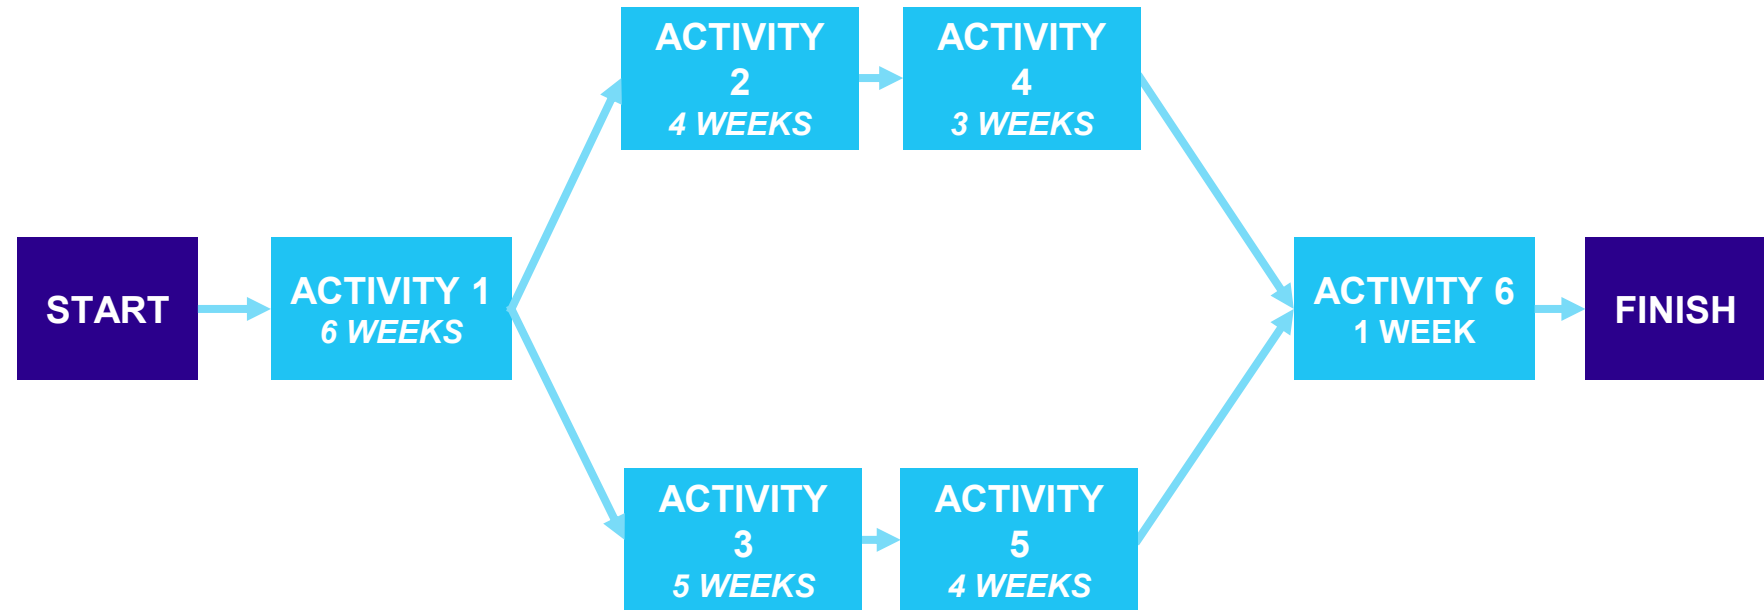 START
ACTIVITY 1
6 WEEKS
ACTIVITY
2
4 WEEKS
ACTIVITY
4
3 WEEKS
ACTIVITY
3
5 WEEKS
ACTIVITY
5
4 WEEKS
ACTIVITY 6
1 WEEK
FINISH